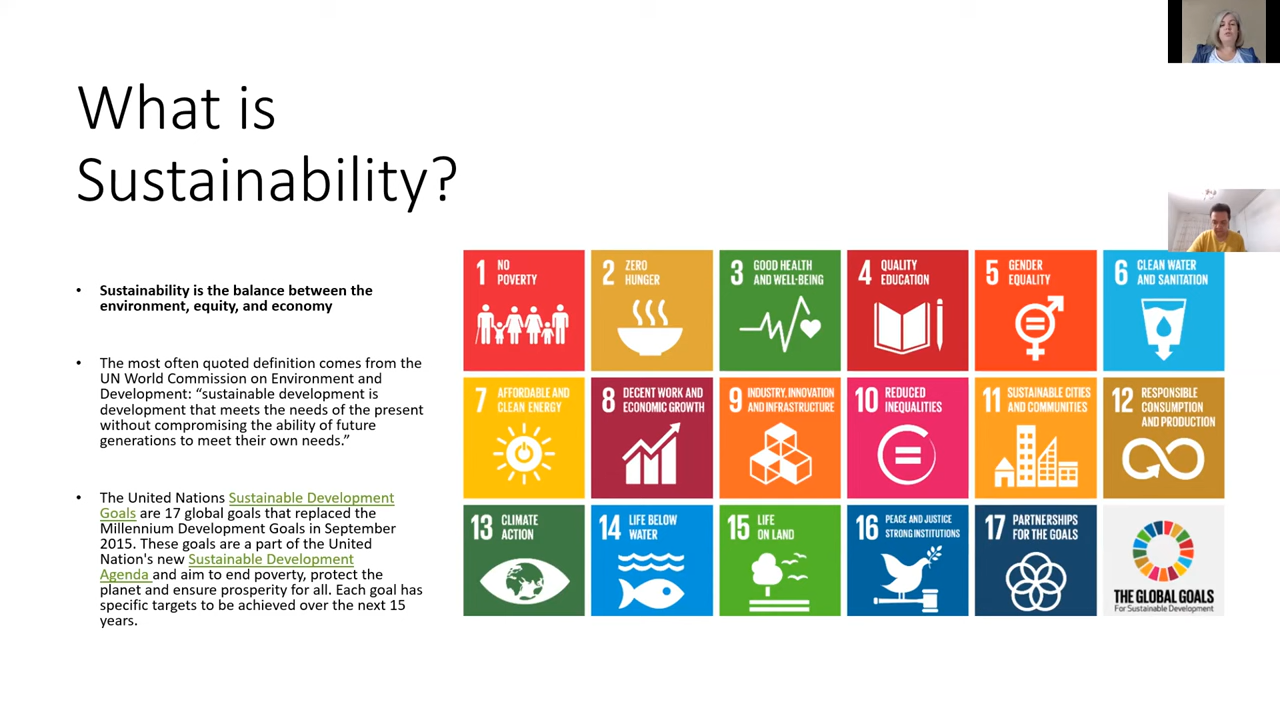 What is
Sustainability?
• Sustainability is the balance between the
environment, equity, and economy
• The most often quoted definition comes from the
UN World Commission on Environment and
Development: “sustainable development is
development that meets the needs of the present
without compromising the ability of future
generations to meet their own needs.”
• The United Nations Sustainable Development
Goals are 17 global goals that replaced the
Millennium Development Goals in September
2015. These goals are a part of the United
Nation's new Sustainable Development
Agenda and aim to end poverty, protect the
planet and ensure prosperity for all. Each goal has
specific targets to be achieved over the next 15
years.
1 NO
POVERTY
2 ZERO
HUNGER
3 GOOD HEALTH
AND WELL-BEING
4 QUALITY
EDUCATION
5 GENDER
EQUALITY
6 CLEAN WATER
AND SANITATION
7 AFFORDABLE AND
CLEAN ENERGY
8 DECENT WORK AND
ECONOMIC GROWTH
9 INDUSTRY, INNOVATION
AND INFRASTRUCTURE
10 REDUCED
INEQUALITIES
11 SUSTAINABLE CITIES
AND COMMUNITIES
12 RESPONSIBLE
CONSUMPTION
AND PRODUCTION
13 CLIMATE
ACTION
14 LIFE BELOW
WATER
15 LIFE
ON LAND
16 PEACE AND JUSTICE
STRONG INSTITUTIONS
17 PARTNERSHIPS
FOR THE GOALS
THE GLOBAL GOALS
For Sustainable Development